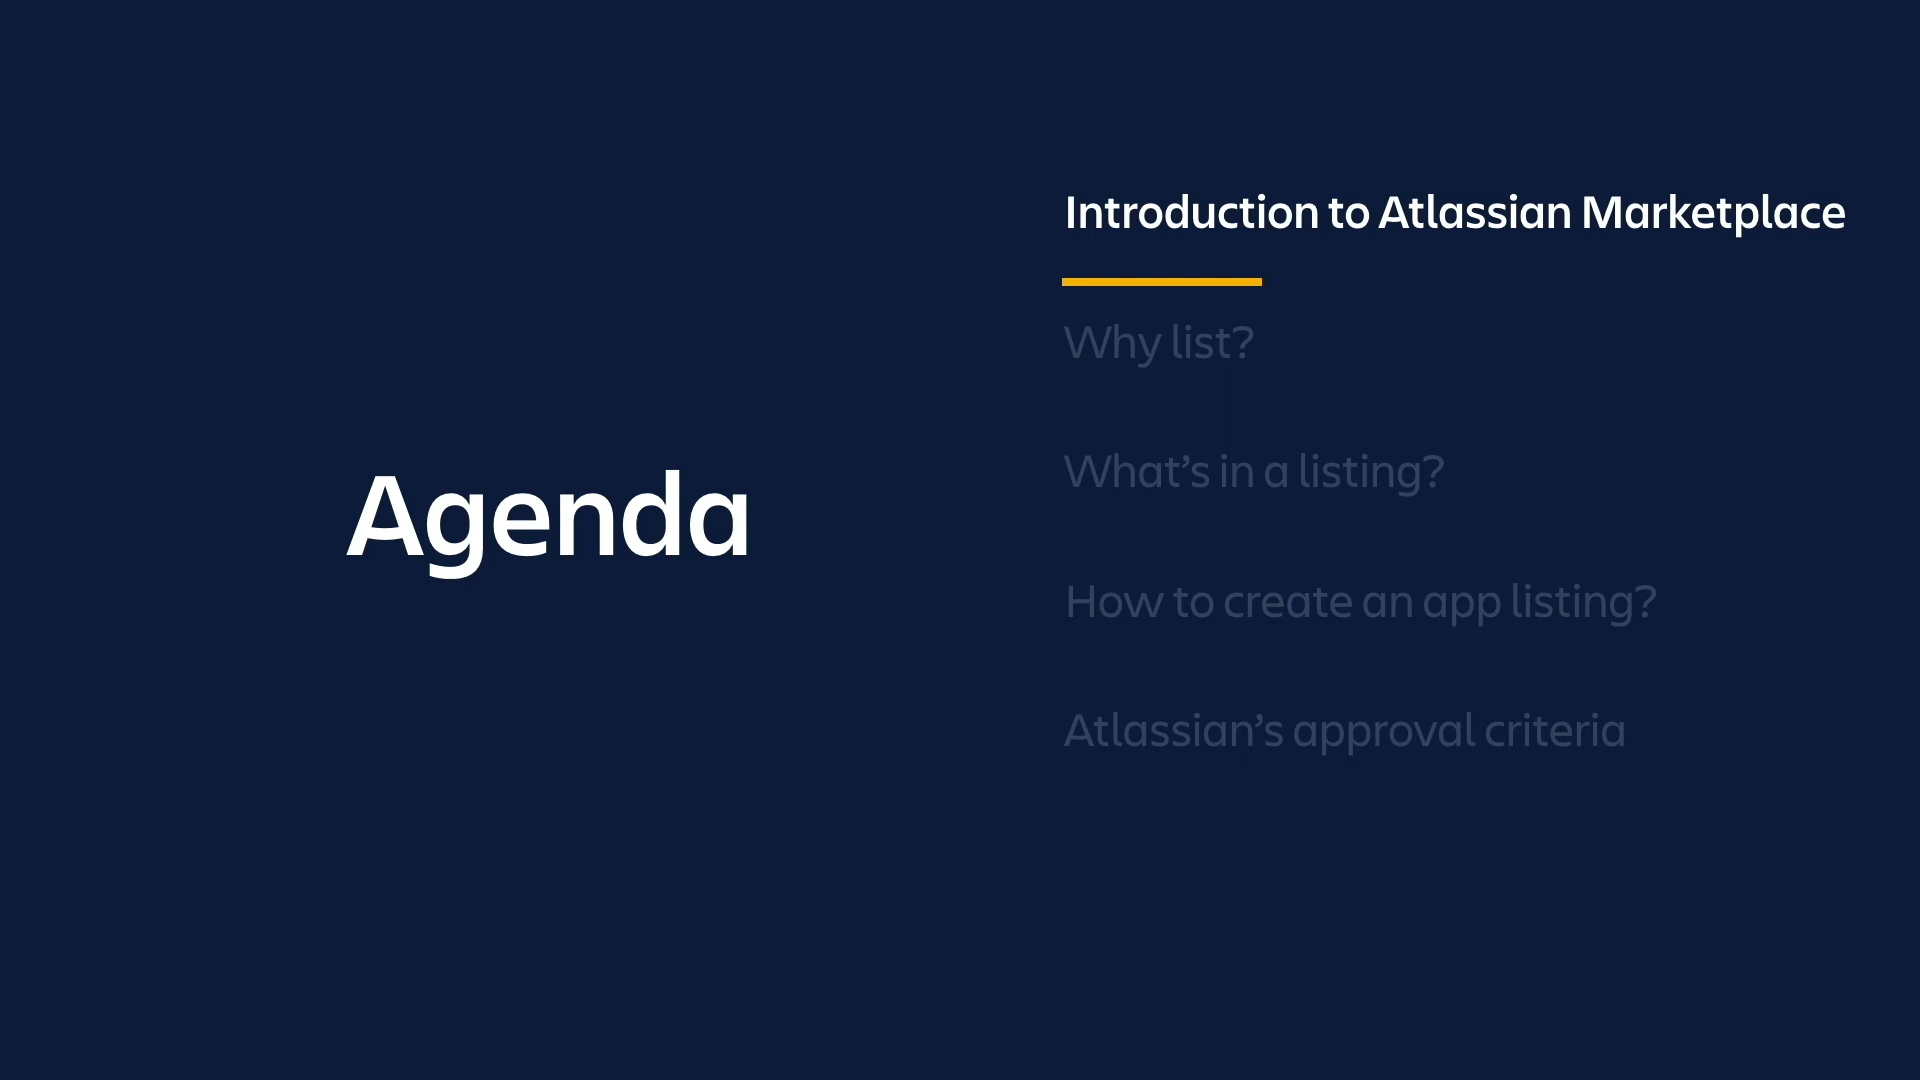 Agenda
Introduction to Atlassian Marketplace
Why list?
What’s in a listing?
How to create an app listing?
Atlassian’s approval criteria